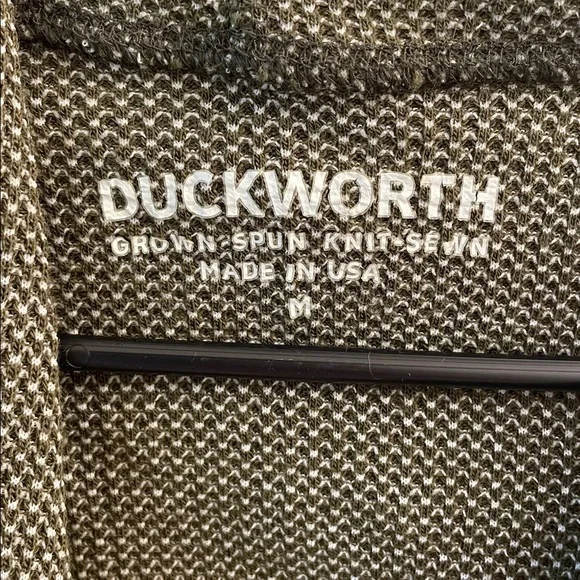 DUCKWORTH
GROWN-SPUN KNIT-SEWN
MADE IN USA
M